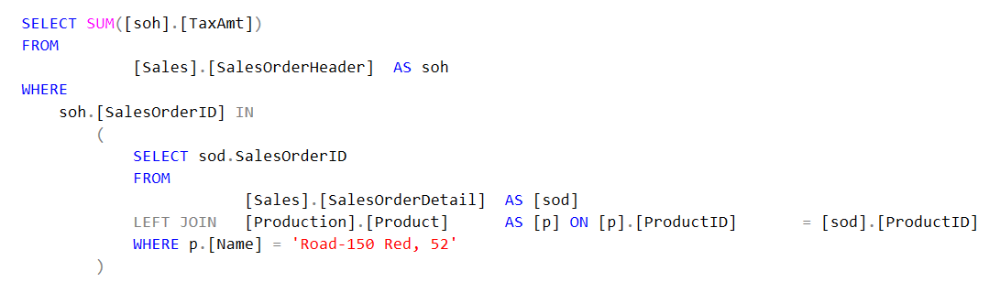 SELECT SUM([soh].[TaxAmt])
FROM
[Sales].[SalesOrderHeader] AS soh
WHERE
soh.[SalesOrderID] IN
(
SELECT sod.SalesOrderID
FROM
[Sales].[SalesOrderDetail] AS [sod]
LEFT JOIN [Production].[Product] AS [p] ON [p].[ProductID] = [sod].[ProductID]
WHERE p.[Name] = 'Road-150 Red, 52'
)